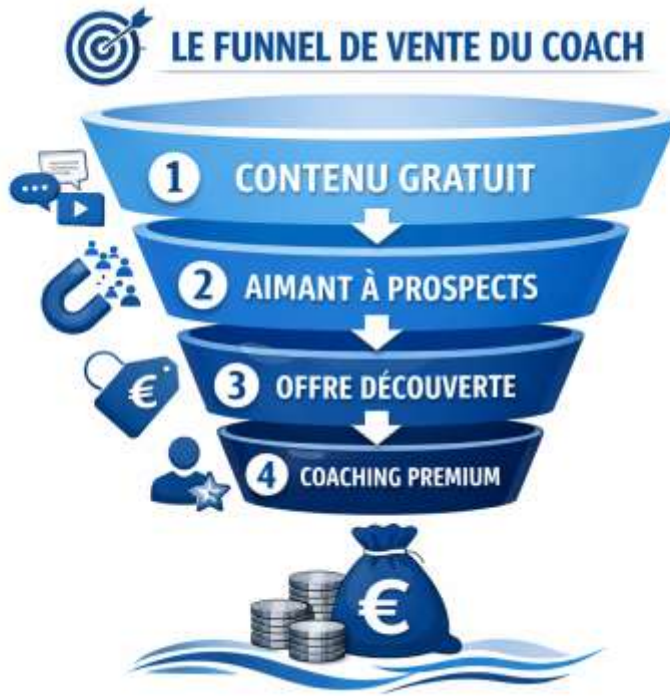 LE FUNNEL DE VENTE DU COACH
1 CONTENU GRATUIT
2 AIMANT À PROSPECTS
€
3 OFFRE DÉCOUVERTE
4 COACHING PREMIUM
€